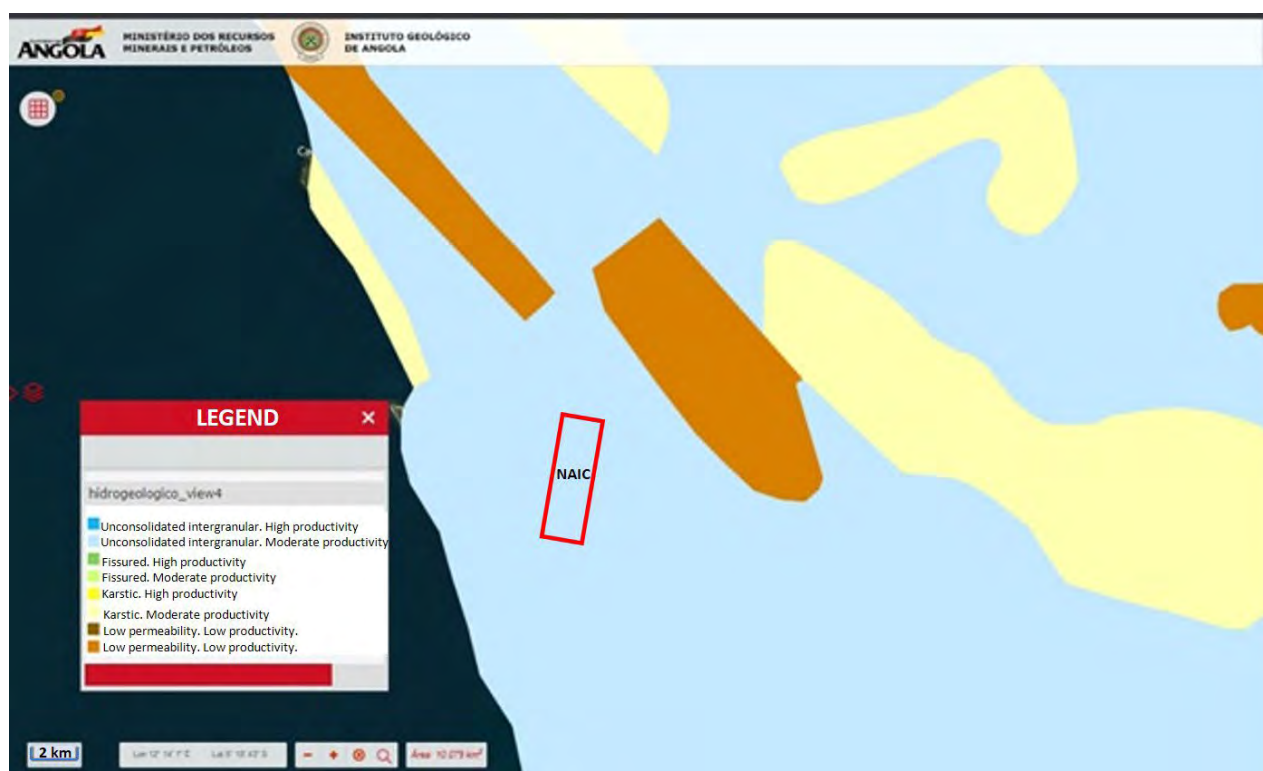 ANGOLA
MINISTÉRIO DOS RECURSOS
MINERAIS E PETRÓLEOS
INSTITUTO GEOLÓGICO
DE ANGOLA
NAIC
LEGEND
hidrogeologico_view4
Unconsolidated intergranular. High productivity
Unconsolidated intergranular. Moderate productivity
Fissured. High productivity
Fissured. Moderate productivity
Karstic. High productivity
Karstic. Moderate productivity
Low permeability. Low productivity.
Low permeability. Low productivity.
2 km